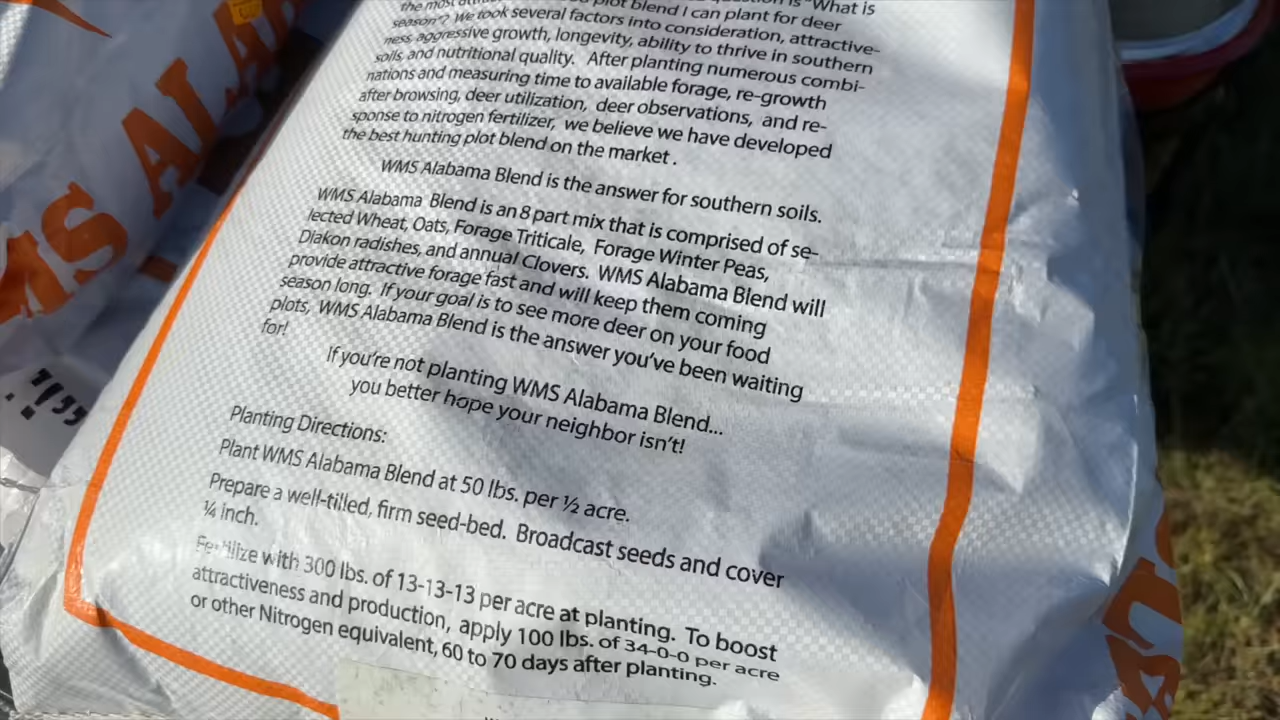 plot blend I can plant for deer
season"? We took several factors into consideration, attractive-
ness, aggressive growth, longevity, ability to thrive in southern
soils, and nutritional quality. After planting numerous combi-
nations and measuring time to available forage, re-growth
after browsing, deer utilization, deer observations, and re-
sponse to nitrogen fertilizer, we believe we have developed
the best hunting plot blend on the market .
WMS Alabama Blend is the answer for southern soils.
WMS Alabama Blend is an 8 part mix that is comprised of se-
lected Wheat, Oats, Forage Triticale, Forage Winter Peas,
Diakon radishes, and annual Clovers. WMS Alabama Blend will
provide attractive forage fast and will keep them coming
season long. If your goal is to see more deer on your food
plots, WMS Alabama Blend is the answer you've been waiting
for!
If you're not planting WMS Alabama Blend...
you better hope your neighbor isn't!
Planting Directions:
Plant WMS Alabama Blend at 50 lbs. per ½ acre.
Prepare a well-tilled, firm seed-bed. Broadcast seeds and cover
¼ inch.
Fertilize with 300 lbs. of 13-13-13 per acre at planting. To boost
attractiveness and production, apply 100 lbs. of 34-0-0 per acre
or other Nitrogen equivalent, 60 to 70 days after planting.